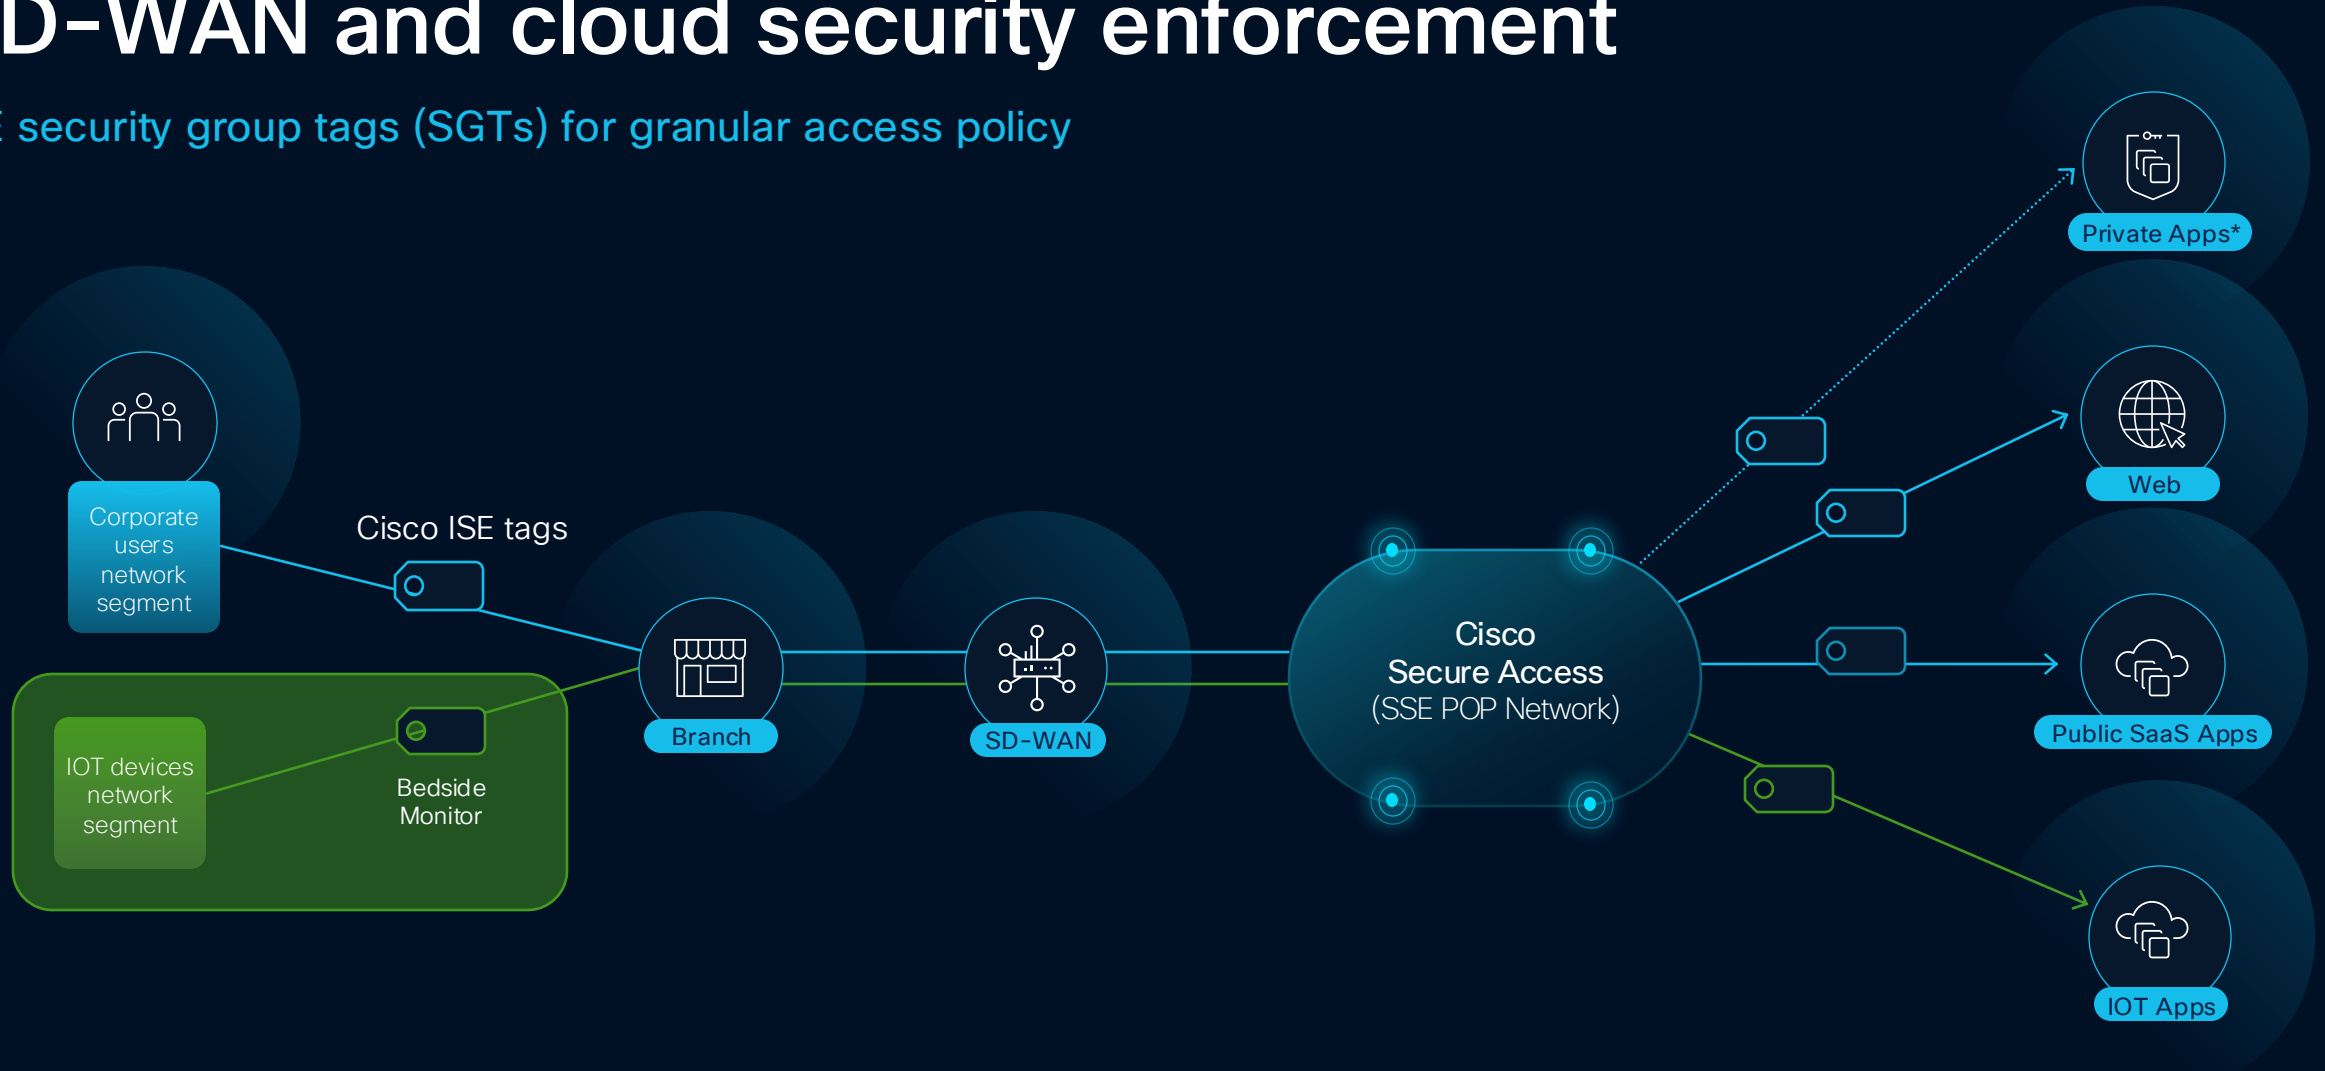 D-WAN and cloud security enforcement
E security group tags (SGTs) for granular access policy
Private Apps*
Web
Corporate
users
network
segment
Cisco ISE tags
Cisco
Secure Access
(SSE POP Network)
Branch
SD-WAN
Public SaaS Apps
IOT devices
network
segment
Bedside
Monitor
IOT Apps